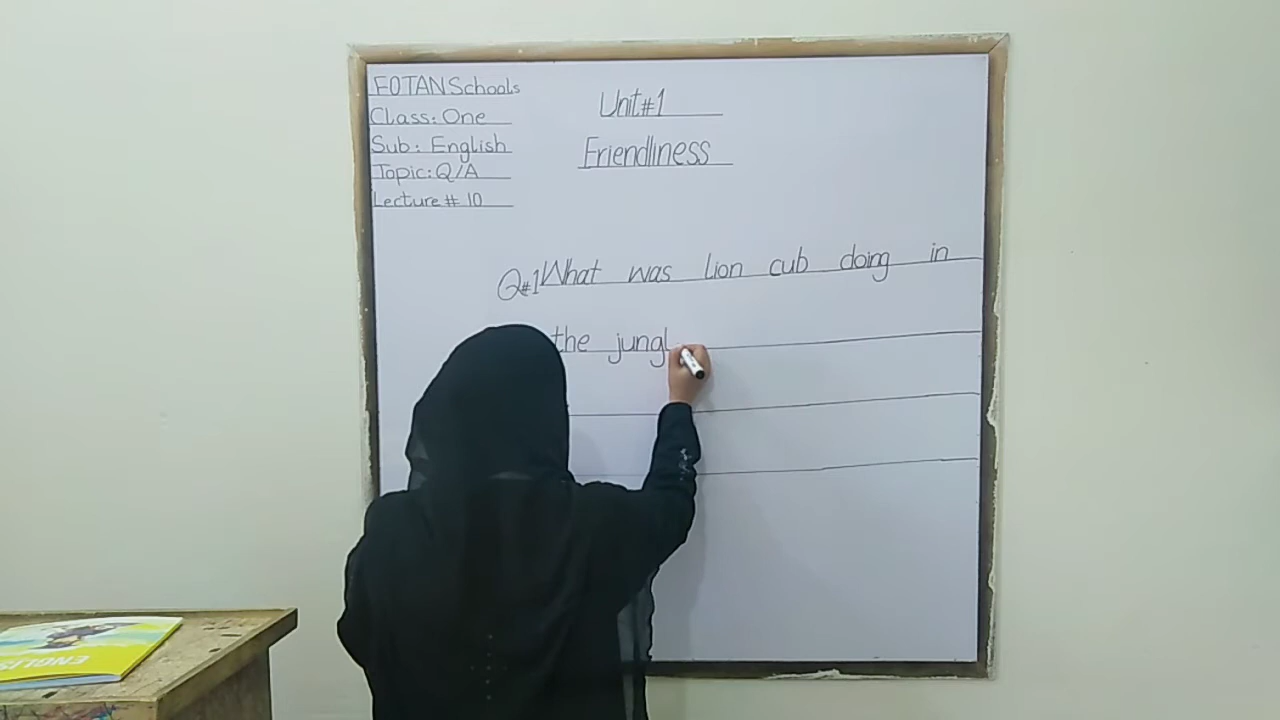 FOTAN Schools
Class: One
Sub: English
Topic: Q/A
Lecture # 10
Unit #1
Friendliness
Q#1 What was lion cub doing in
the jungl
ENGLIS